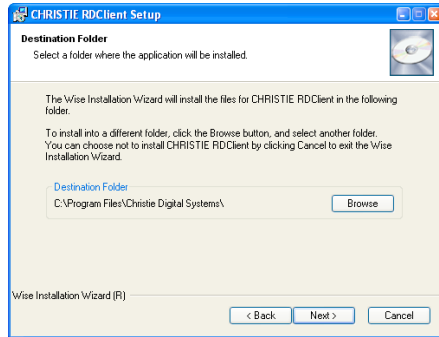 CHRISTIE RDClient Setup
Destination Folder
Select a folder where the application will be installed.
The Wise Installation Wizard will install the files for CHRISTIE RDClient in the following
folder.
To install into a different folder, click the Browse button, and select another folder.
You can choose not to install CHRISTIE RDClient by clicking Cancel to exit the Wise
Installation Wizard.
Destination Folder
C:\Program Files\Christie Digital Systems\
Browse
Wise Installation Wizard (R)
< Back Next > Cancel